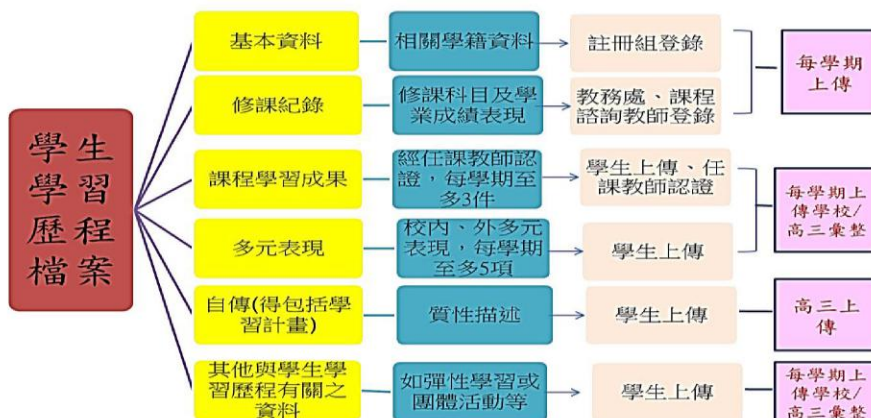 學生
學習
歷程
檔案
基本資料
相關學籍資料
註冊組登錄
每學期
上傳
修課紀錄
修課科目及學
業成績表現
教務處、課程
諮詢教師登錄
課程學習成果
經任課教師認
證，每學期至
多3件
學生上傳、任
課教師認證
每學期上
傳學校/
高三彙整
多元表現
校內、外多元
表現，每學期
至多5項
學生上傳
自傳(得包括學
習計畫)
質性描述
學生上傳
高三上
傳
其他與學生學
習歷程有關之
資料
如彈性學習或
團體活動等
學生上傳
每學期上
傳學校/
高三彙整